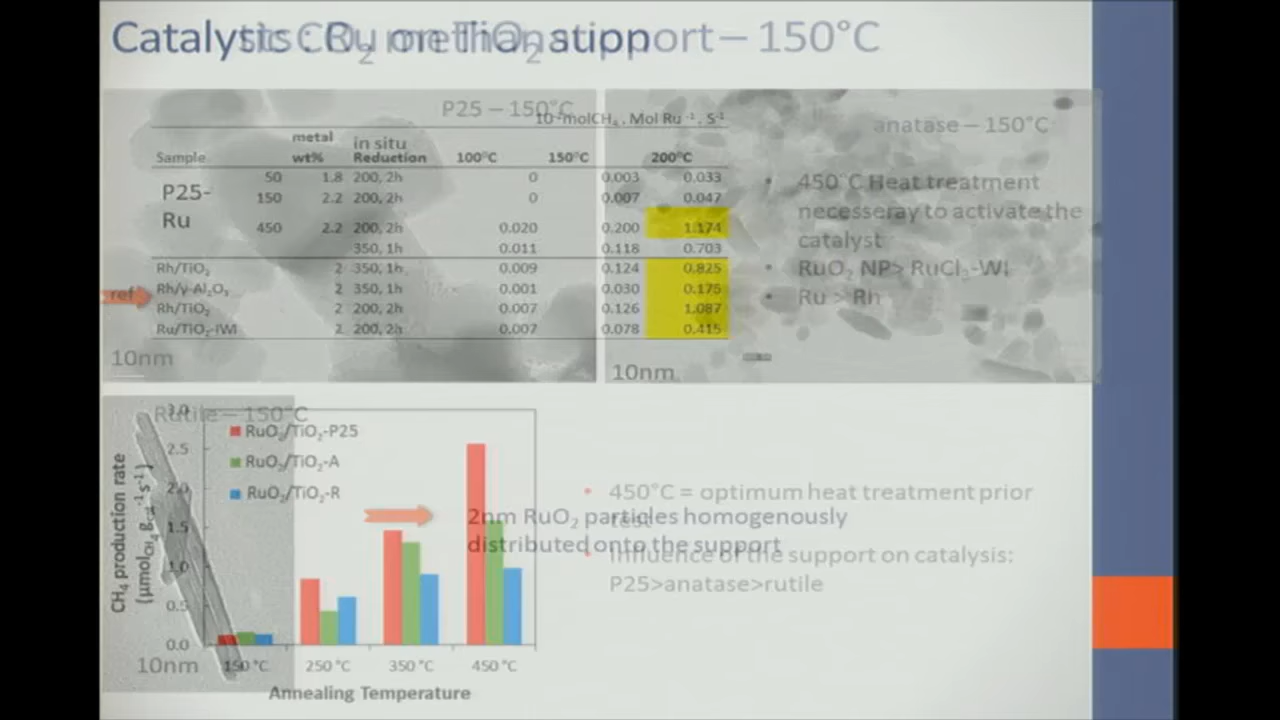 Catalytic CO₂ methanation
Catalysts : Ru on TiO₂ support – 150°C
P25 – 150°C
anatase – 150°C
molCH₄ . Mol Ru⁻¹ . S⁻¹
Sample metal wt% in situ Reduction 100°C 150°C 200°C
P25-Ru
50 1.8 200, 2h 0 0.003 0.033
150 2.2 200, 2h 0 0.007 0.047
450 2.2 200, 2h 0.020 0.200 1.174
350, 1h 0.011 0.118 0.703
Rh/TiO₂ 2 350, 1h 0.009 0.124 0.825
ref Rh/γ-Al₂O₃ 2 350, 1h 0.001 0.030 0.175
Rh/TiO₂ 2 200, 2h 0.007 0.126 1.087
Ru/TiO₂-IWI 2 200, 2h 0.007 0.078 0.415
10nm
10nm
• 450°C Heat treatment
necesseray to activate the
catalyst
• RuO₂ NP> RuCl₃-WI
• Ru > Rh
Rutile – 150°C
10nm
CH₄ production rate
3.0
2.5
2.0
1.5
1.0
0.5
0.0
RuO₂/TiO₂-P25
RuO₂/TiO₂-A
RuO₂/TiO₂-R
150 °C 250 °C 350 °C 450 °C
Annealing Temperature
2nm RuO₂ particles homogenously
distributed onto the support
• 450°C = optimum heat treatment prior
test
• Influence of the support on catalysis:
P25>anatase>rutile